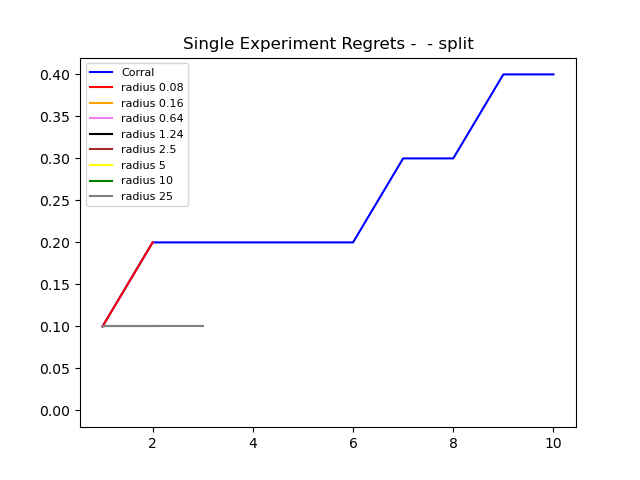 Single Experiment Regrets -  - split
0.40
0.35
0.30
0.25
0.20
0.15
0.10
0.05
0.00
Corral
radius 0.08
radius 0.16
radius 0.64
radius 1.24
radius 2.5
radius 5
radius 10
radius 25
2 4 6 8 10